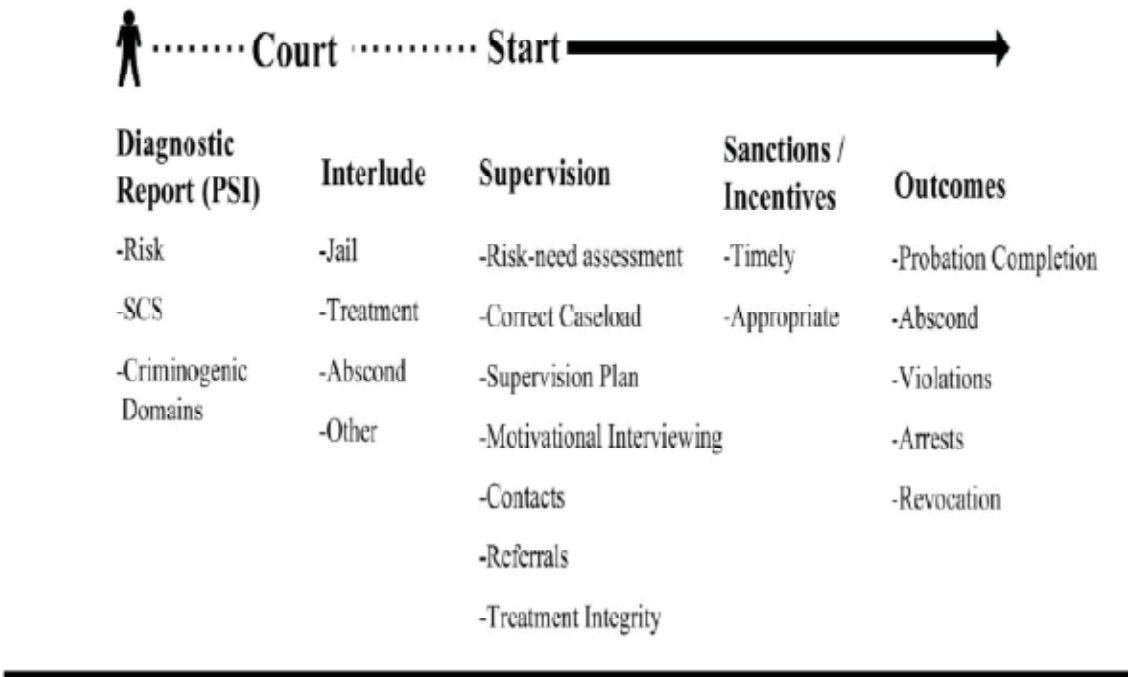 Court Start
Diagnostic
Report (PSI)
-Risk
-SCS
-Criminogenic
Domains
Interlude
-Jail
-Treatment
-Abscond
-Other
Supervision
-Risk-need assessment
-Correct Caseload
-Supervision Plan
-Motivational Interviewing
-Contacts
-Referrals
-Treatment Integrity
Sanctions /
Incentives
-Timely
-Appropriate
Outcomes
-Probation Completion
-Abscond
-Violations
-Arrests
-Revocation